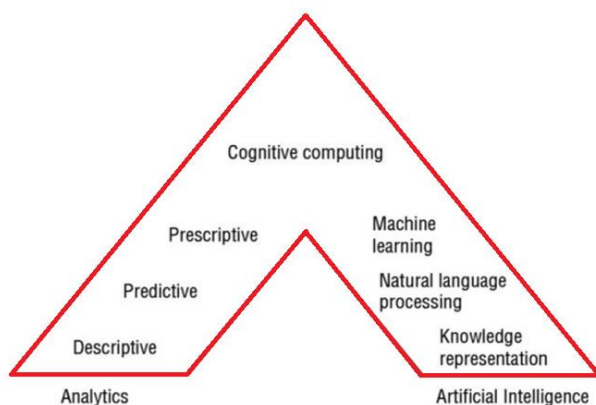 Cognitive computing
Prescriptive
Machine
learning
Predictive
Natural language
processing
Descriptive
Knowledge
representation
Analytics
Artificial Intelligence